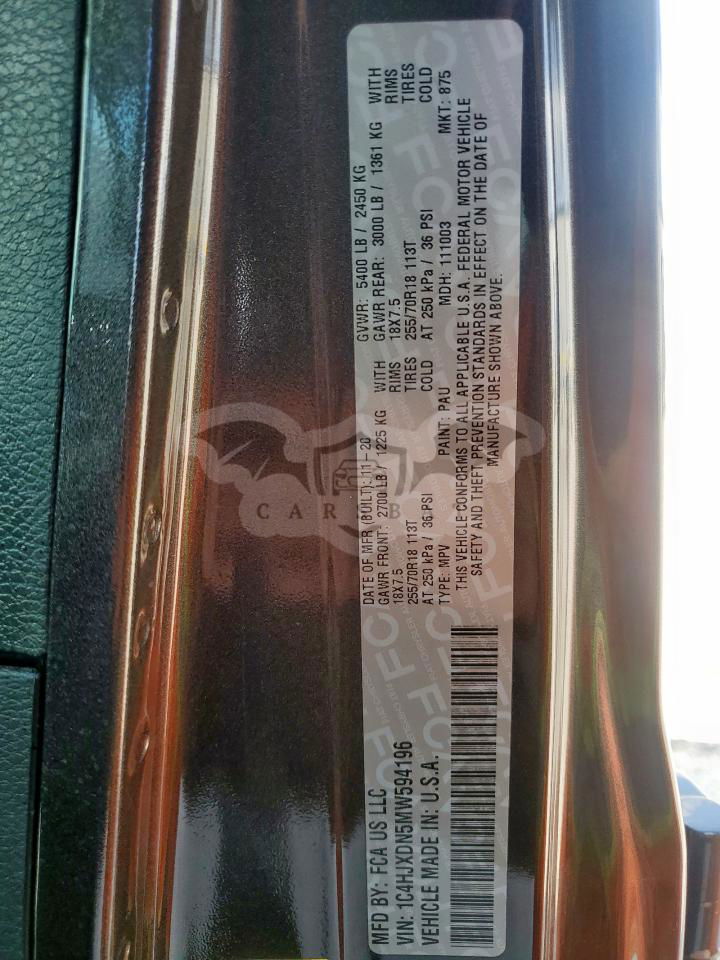 MFD BY: FCA US LLC
VIN: 1C4HJXDN5MW594196
VEHICLE MADE IN: U.S.A.
DATE OF MFR (BUILT): 11-20
GVWR: 5400 LB / 2450 KG
GAWR FRONT: 2700 LB / 1225 KG WITH
GAWR REAR: 3000 LB / 1361 KG WITH
18X7.5 RIMS
18X7.5 RIMS
255/70R18 113T TIRES
255/70R18 113T TIRES
AT 250 kPa / 36 PSI COLD
AT 250 kPa / 36 PSI COLD
TYPE: MPV PAINT: PAU MDH: 111003 MKT: 875
THIS VEHICLE CONFORMS TO ALL APPLICABLE U.S.A. FEDERAL MOTOR VEHICLE
SAFETY AND THEFT PREVENTION STANDARDS IN EFFECT ON THE DATE OF
MANUFACTURE SHOWN ABOVE.